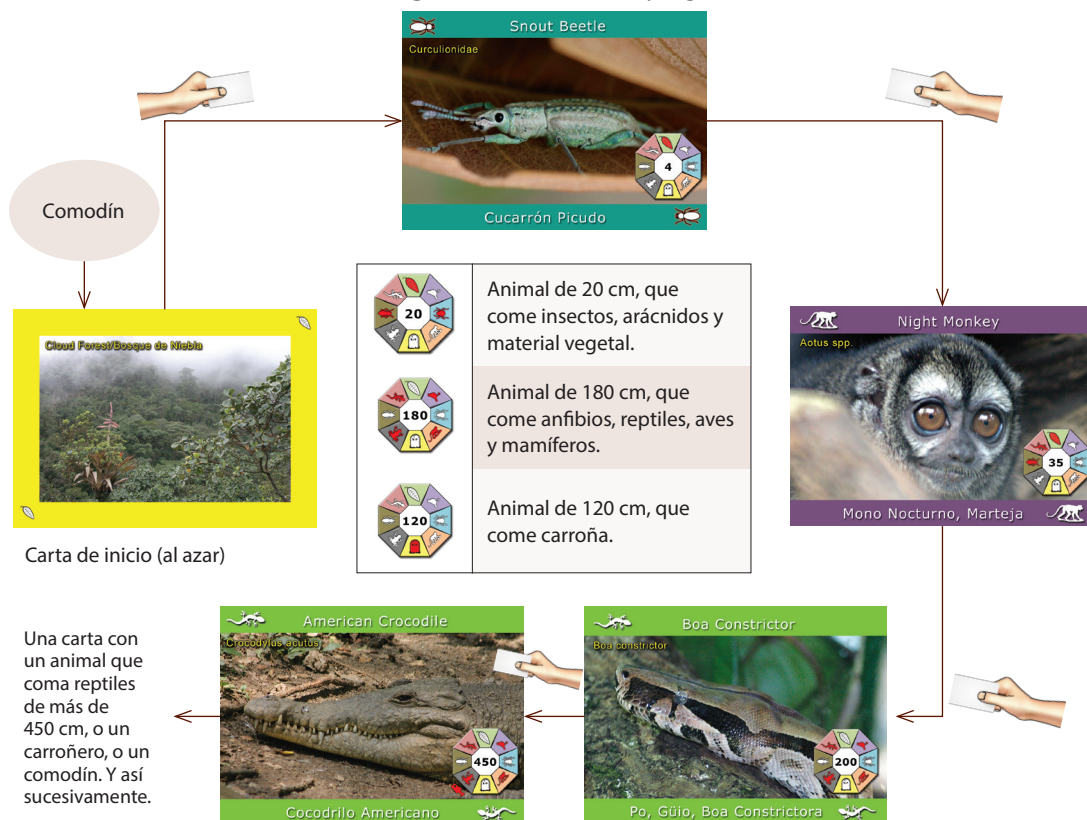 Snout Beetle
Curculionidae
4
Cucarrón Picudo
Comodín
Cloud Forest/Bosque de Niebla
Carta de inicio (al azar)
20
Animal de 20 cm, que
come insectos, arácnidos y
material vegetal.
180
Animal de 180 cm, que
come anfibios, reptiles, aves
y mamíferos.
120
Animal de 120 cm, que
come carroña.
Night Monkey
Aotus spp.
35
Mono Nocturno, Marteja
Boa Constrictor
Boa constrictor
200
Po, Güio, Boa Constrictora
American Crocodile
Crocodylus acutus
450
Cocodrilo Americano
Una carta con
un animal que
coma reptiles
de más de
450 cm, o un
carroñero, o un
comodín. Y así
sucesivamente.